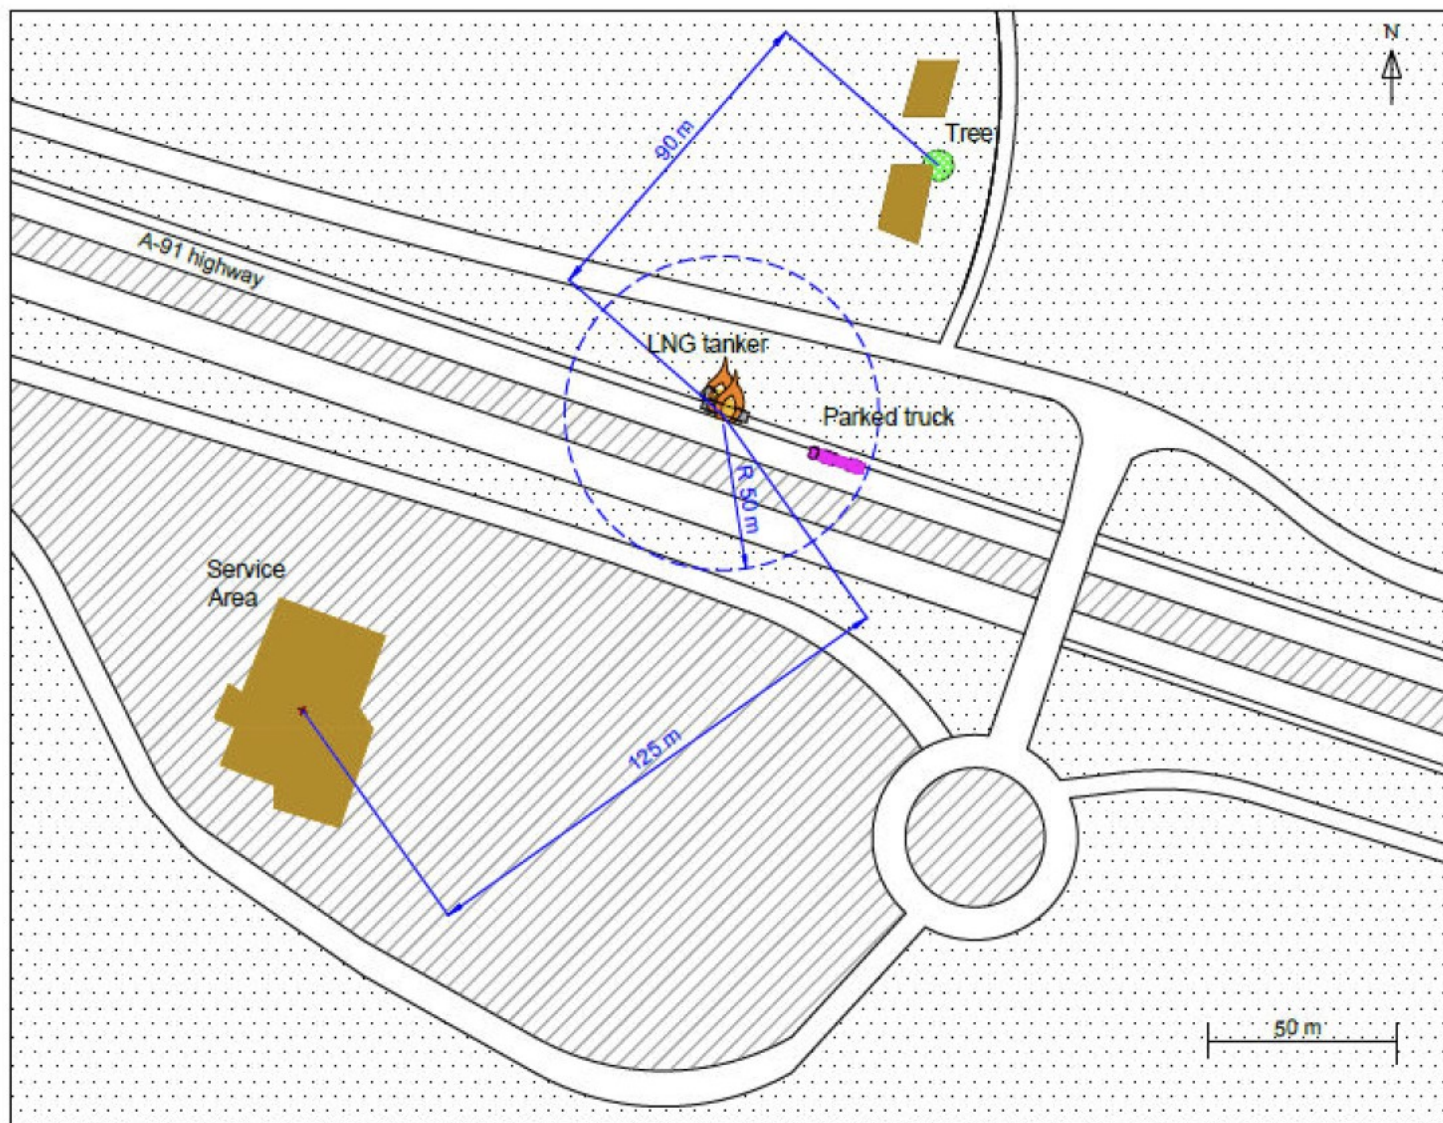 N
Tree
90 m
A-91 highway
LNG tanker
Parked truck
R 50 m
Service
Area
125 m
50 m